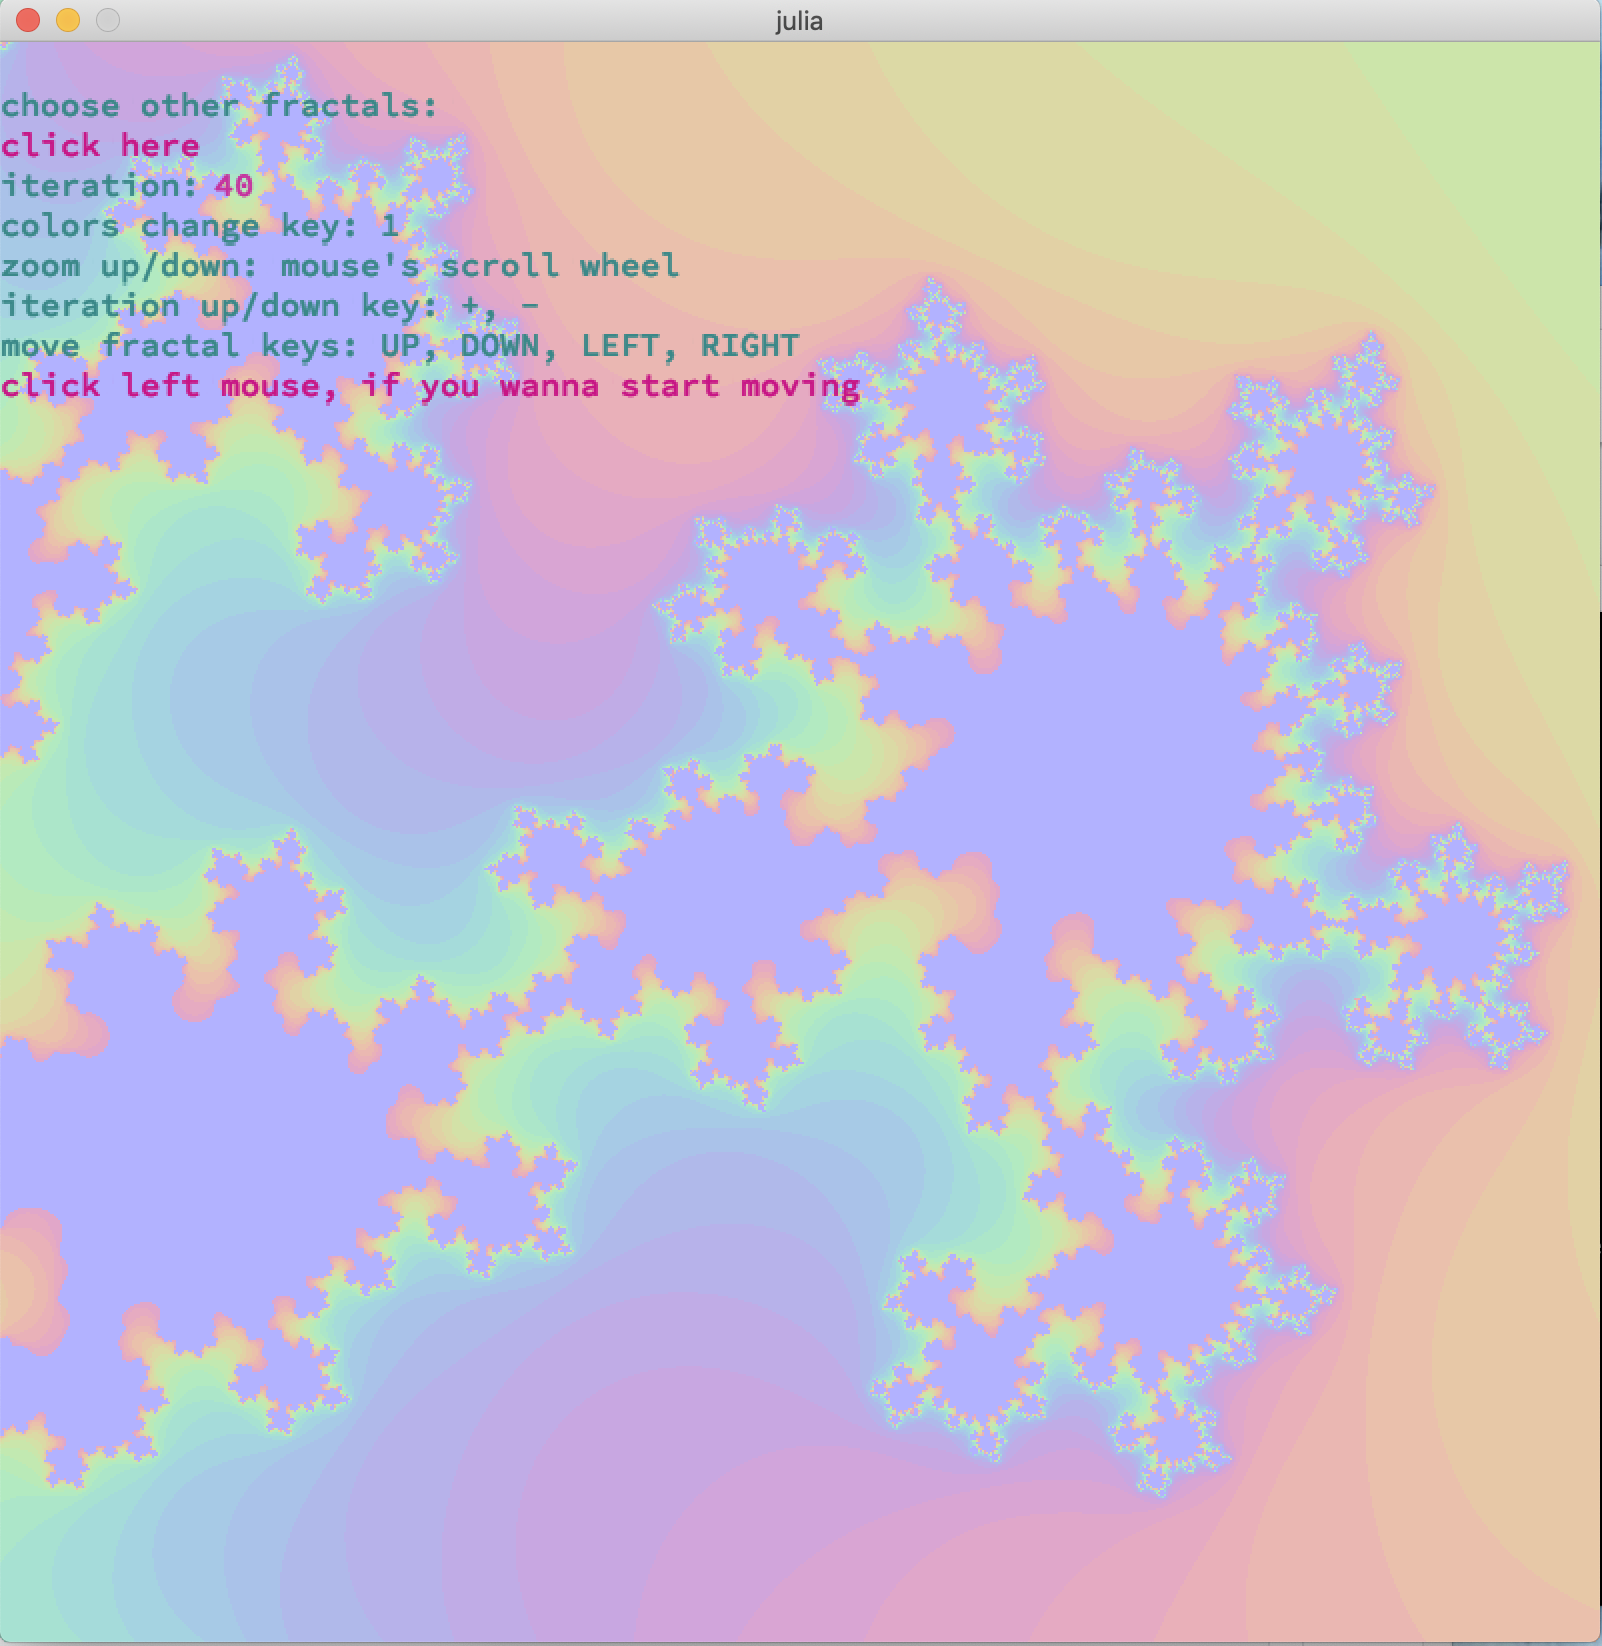 julia
choose other fractals:
click here
iteration: 40
colors change key: 1
zoom up/down: mouse's scroll wheel
iteration up/down key: +, -
move fractal keys: UP, DOWN, LEFT, RIGHT
click left mouse, if you wanna start moving